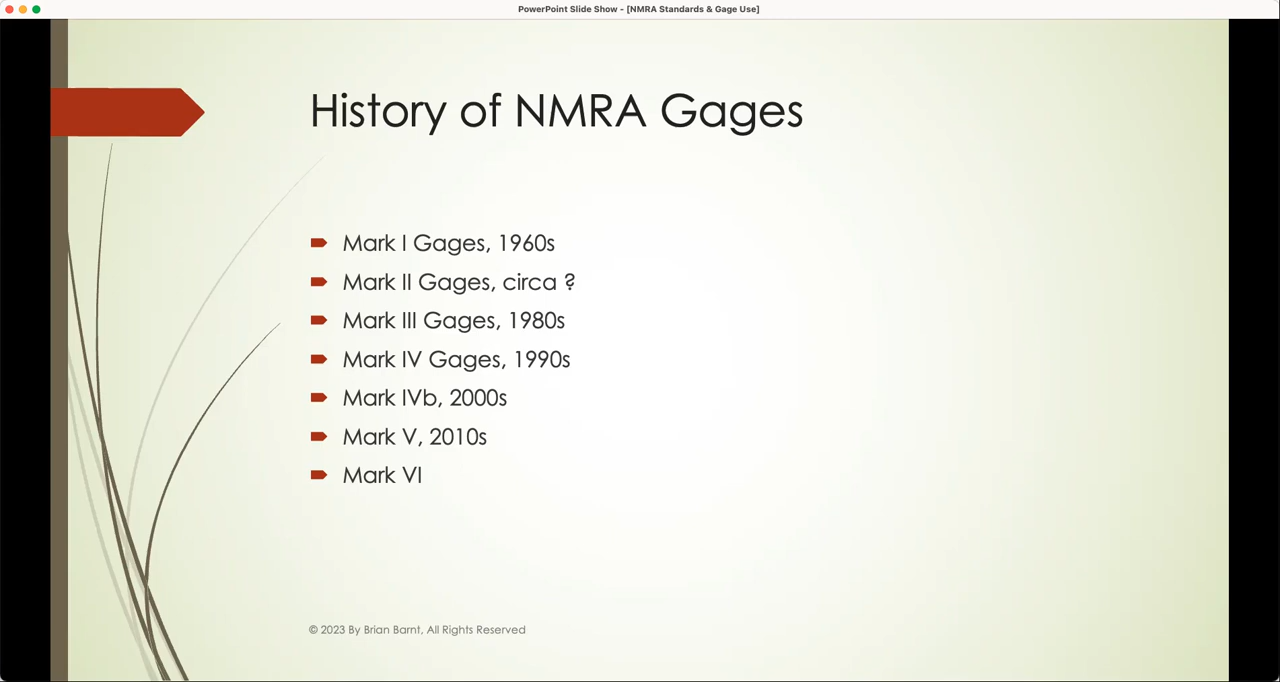 PowerPoint Slide Show - [NMRA Standards & Gage Use]
History of NMRA Gages
Mark I Gages, 1960s
Mark II Gages, circa ?
Mark III Gages, 1980s
Mark IV Gages, 1990s
Mark IVb, 2000s
Mark V, 2010s
Mark VI
© 2023 By Brian Barnt, All Rights Reserved